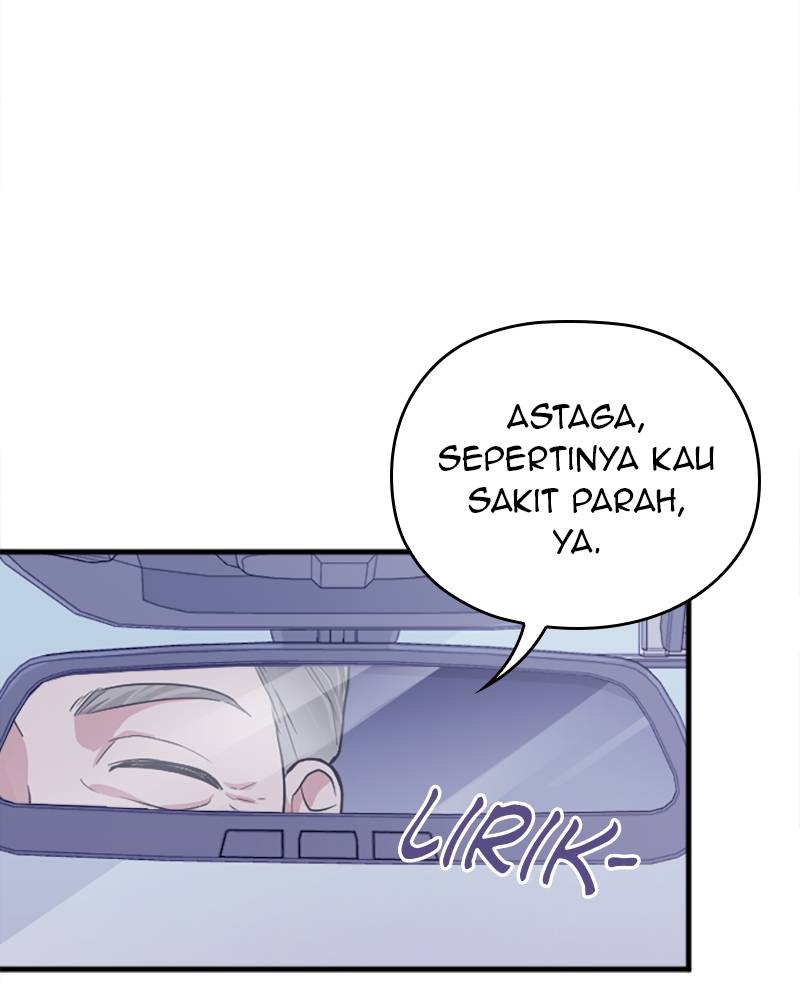 ASTAGA,
SEPERTINYA KAU
SAKIT PARAH,
YA.
LIRIK-